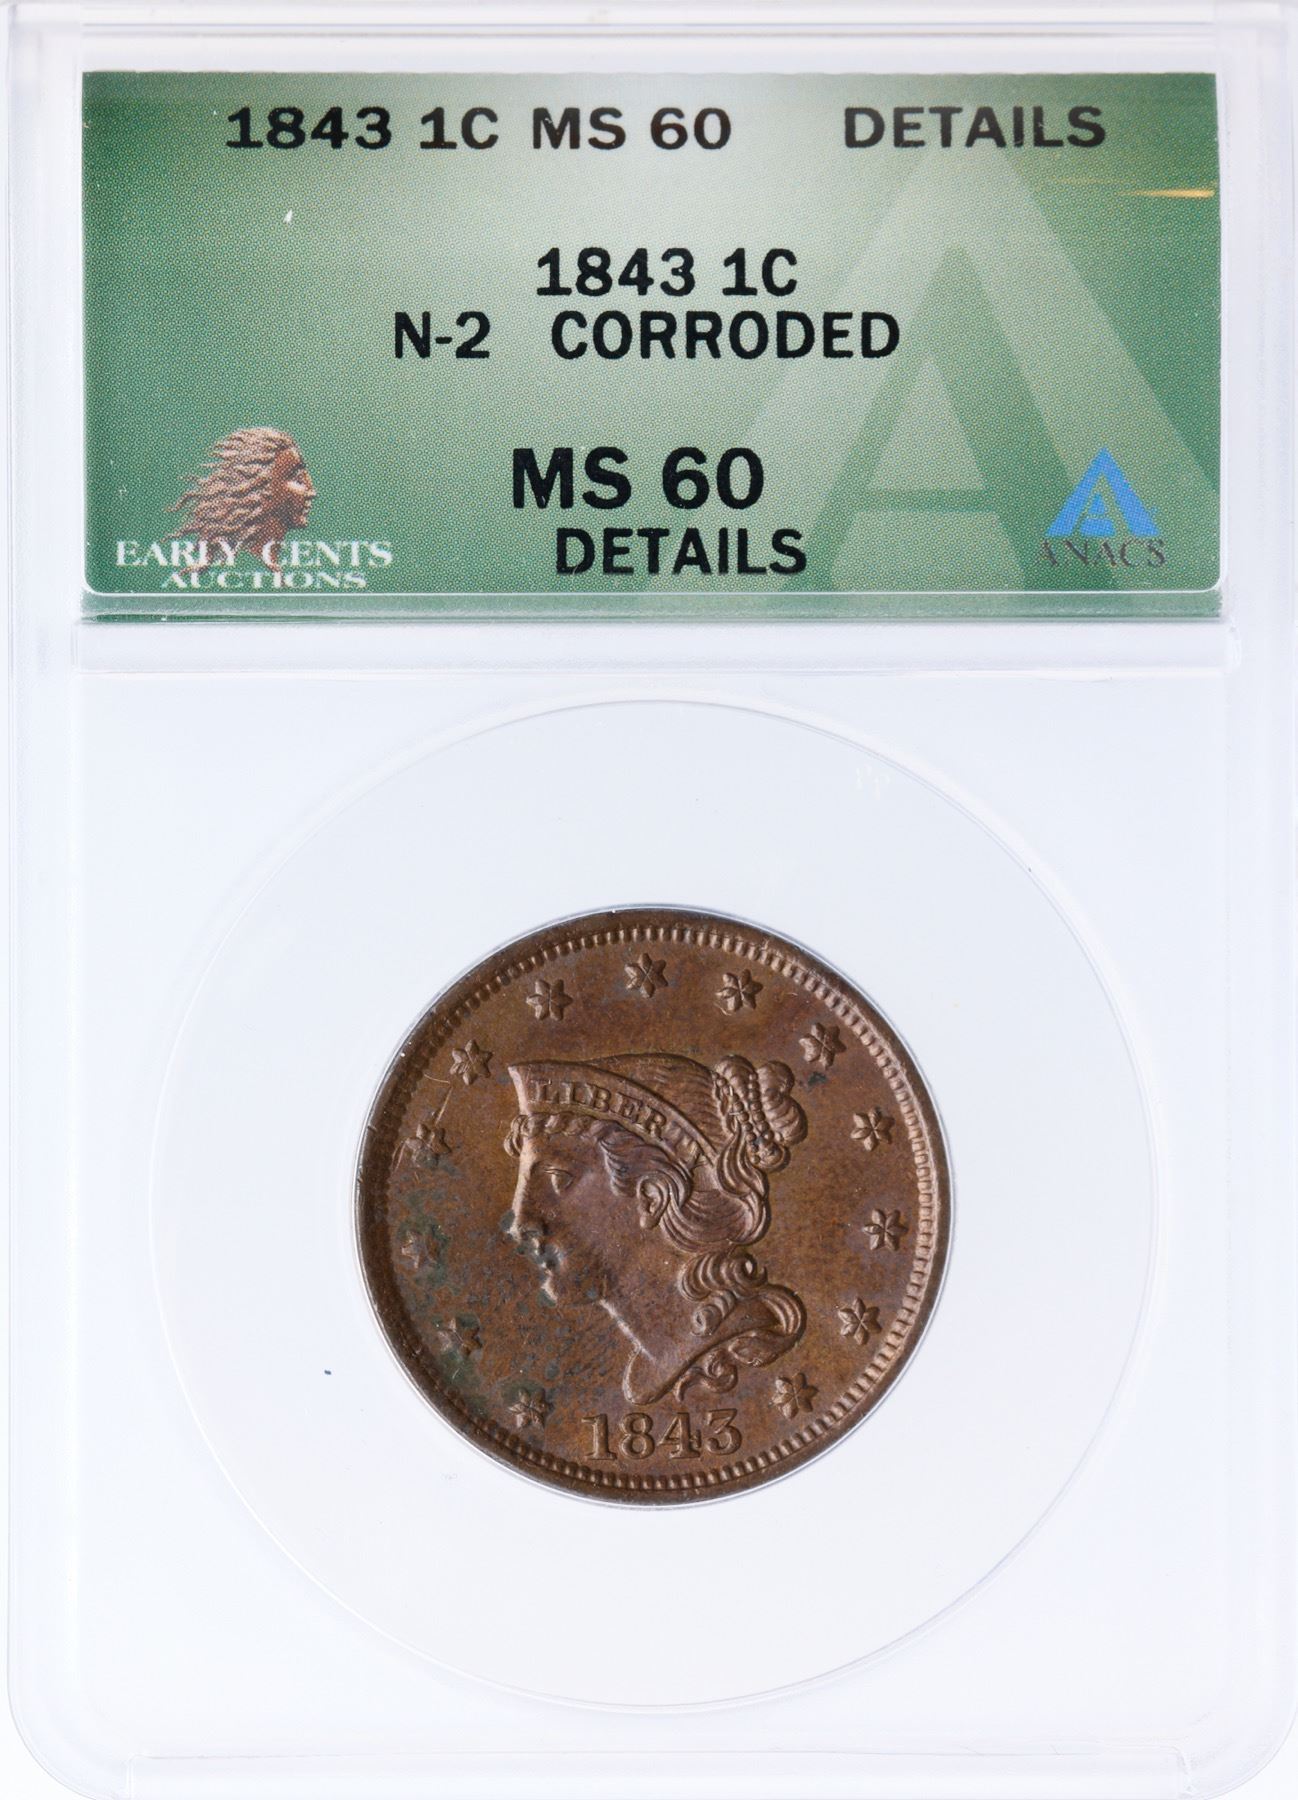 1843 1C MS 60 DETAILS
1843 1C
N-2 CORRODED
MS 60
DETAILS
EARLY CENTS
AUCTIONS
ANACS
LIBERTY
1843